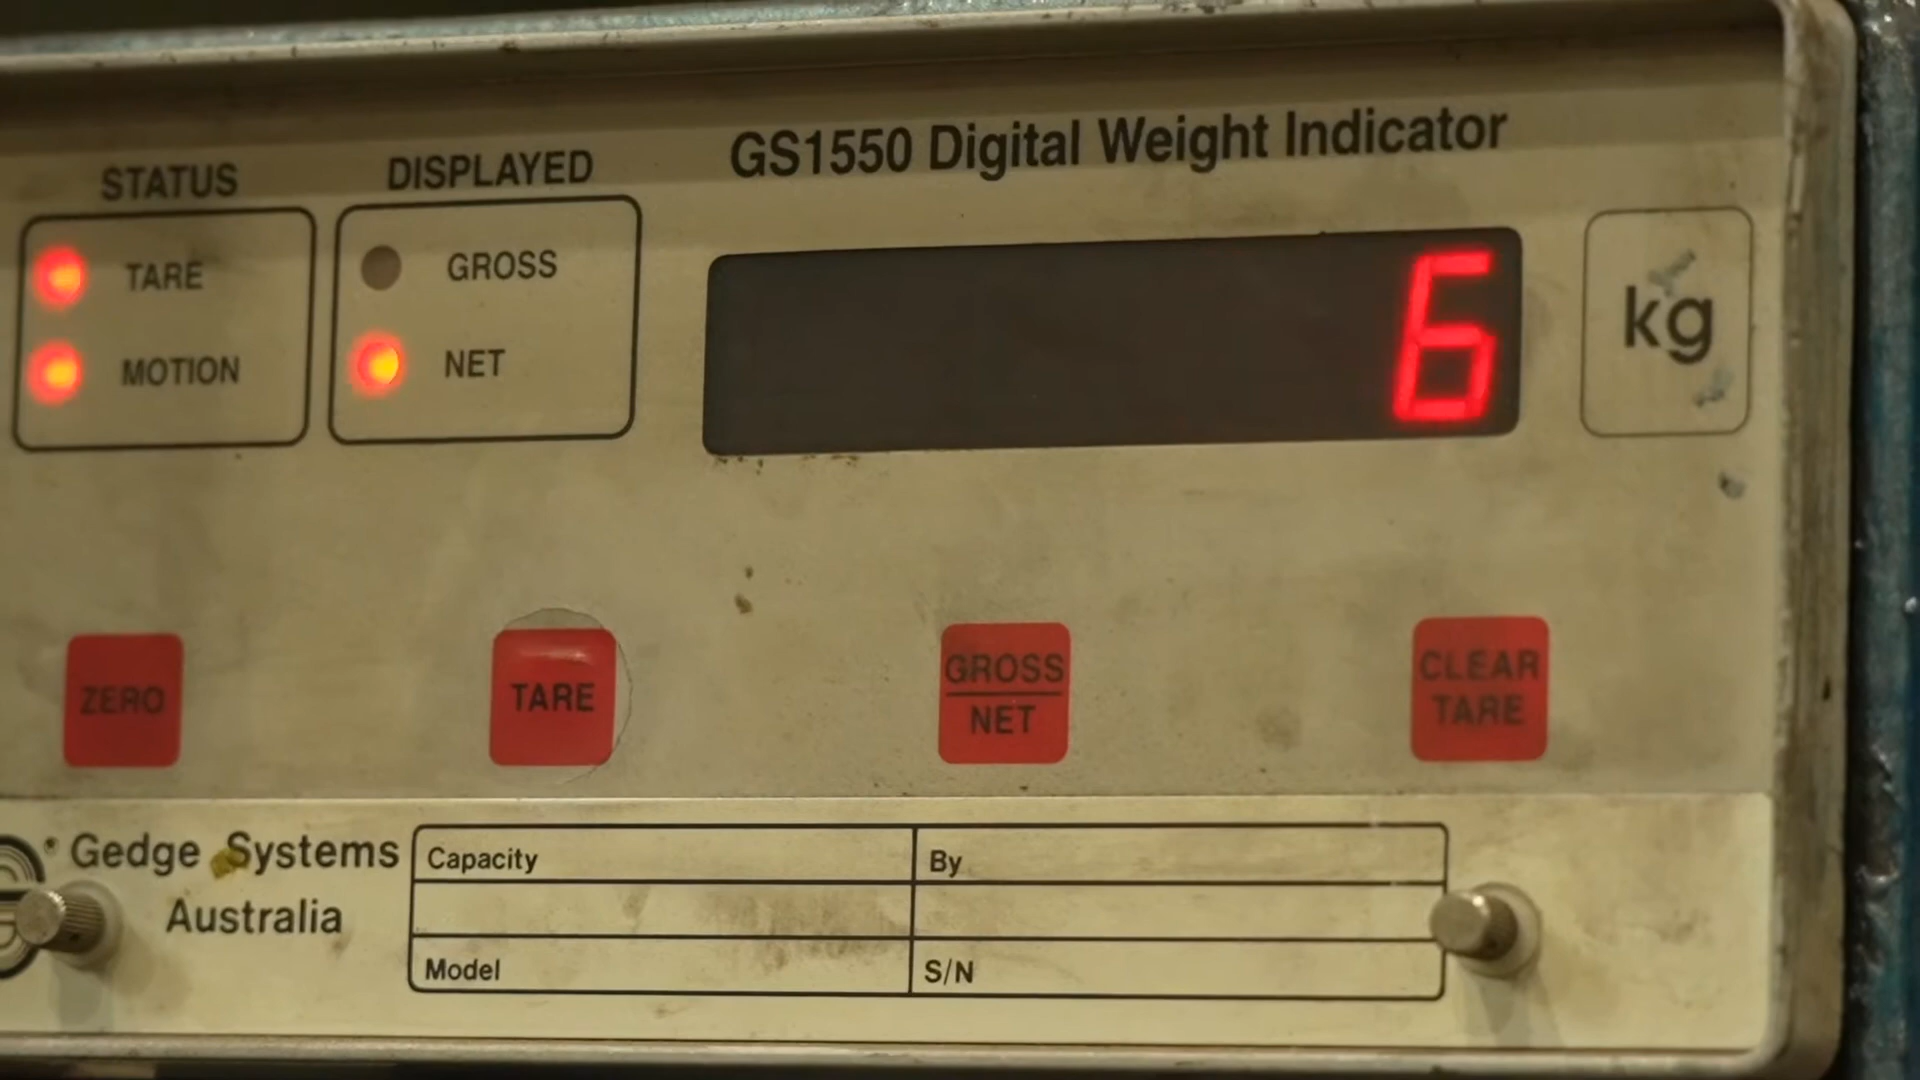 GS1550 Digital Weight Indicator
STATUS
DISPLAYED
TARE
MOTION
GROSS
NET
6
kg
ZERO
TARE
GROSS
NET
CLEAR
TARE
Gedge Systems
Australia
Capacity
By
Model
S/N